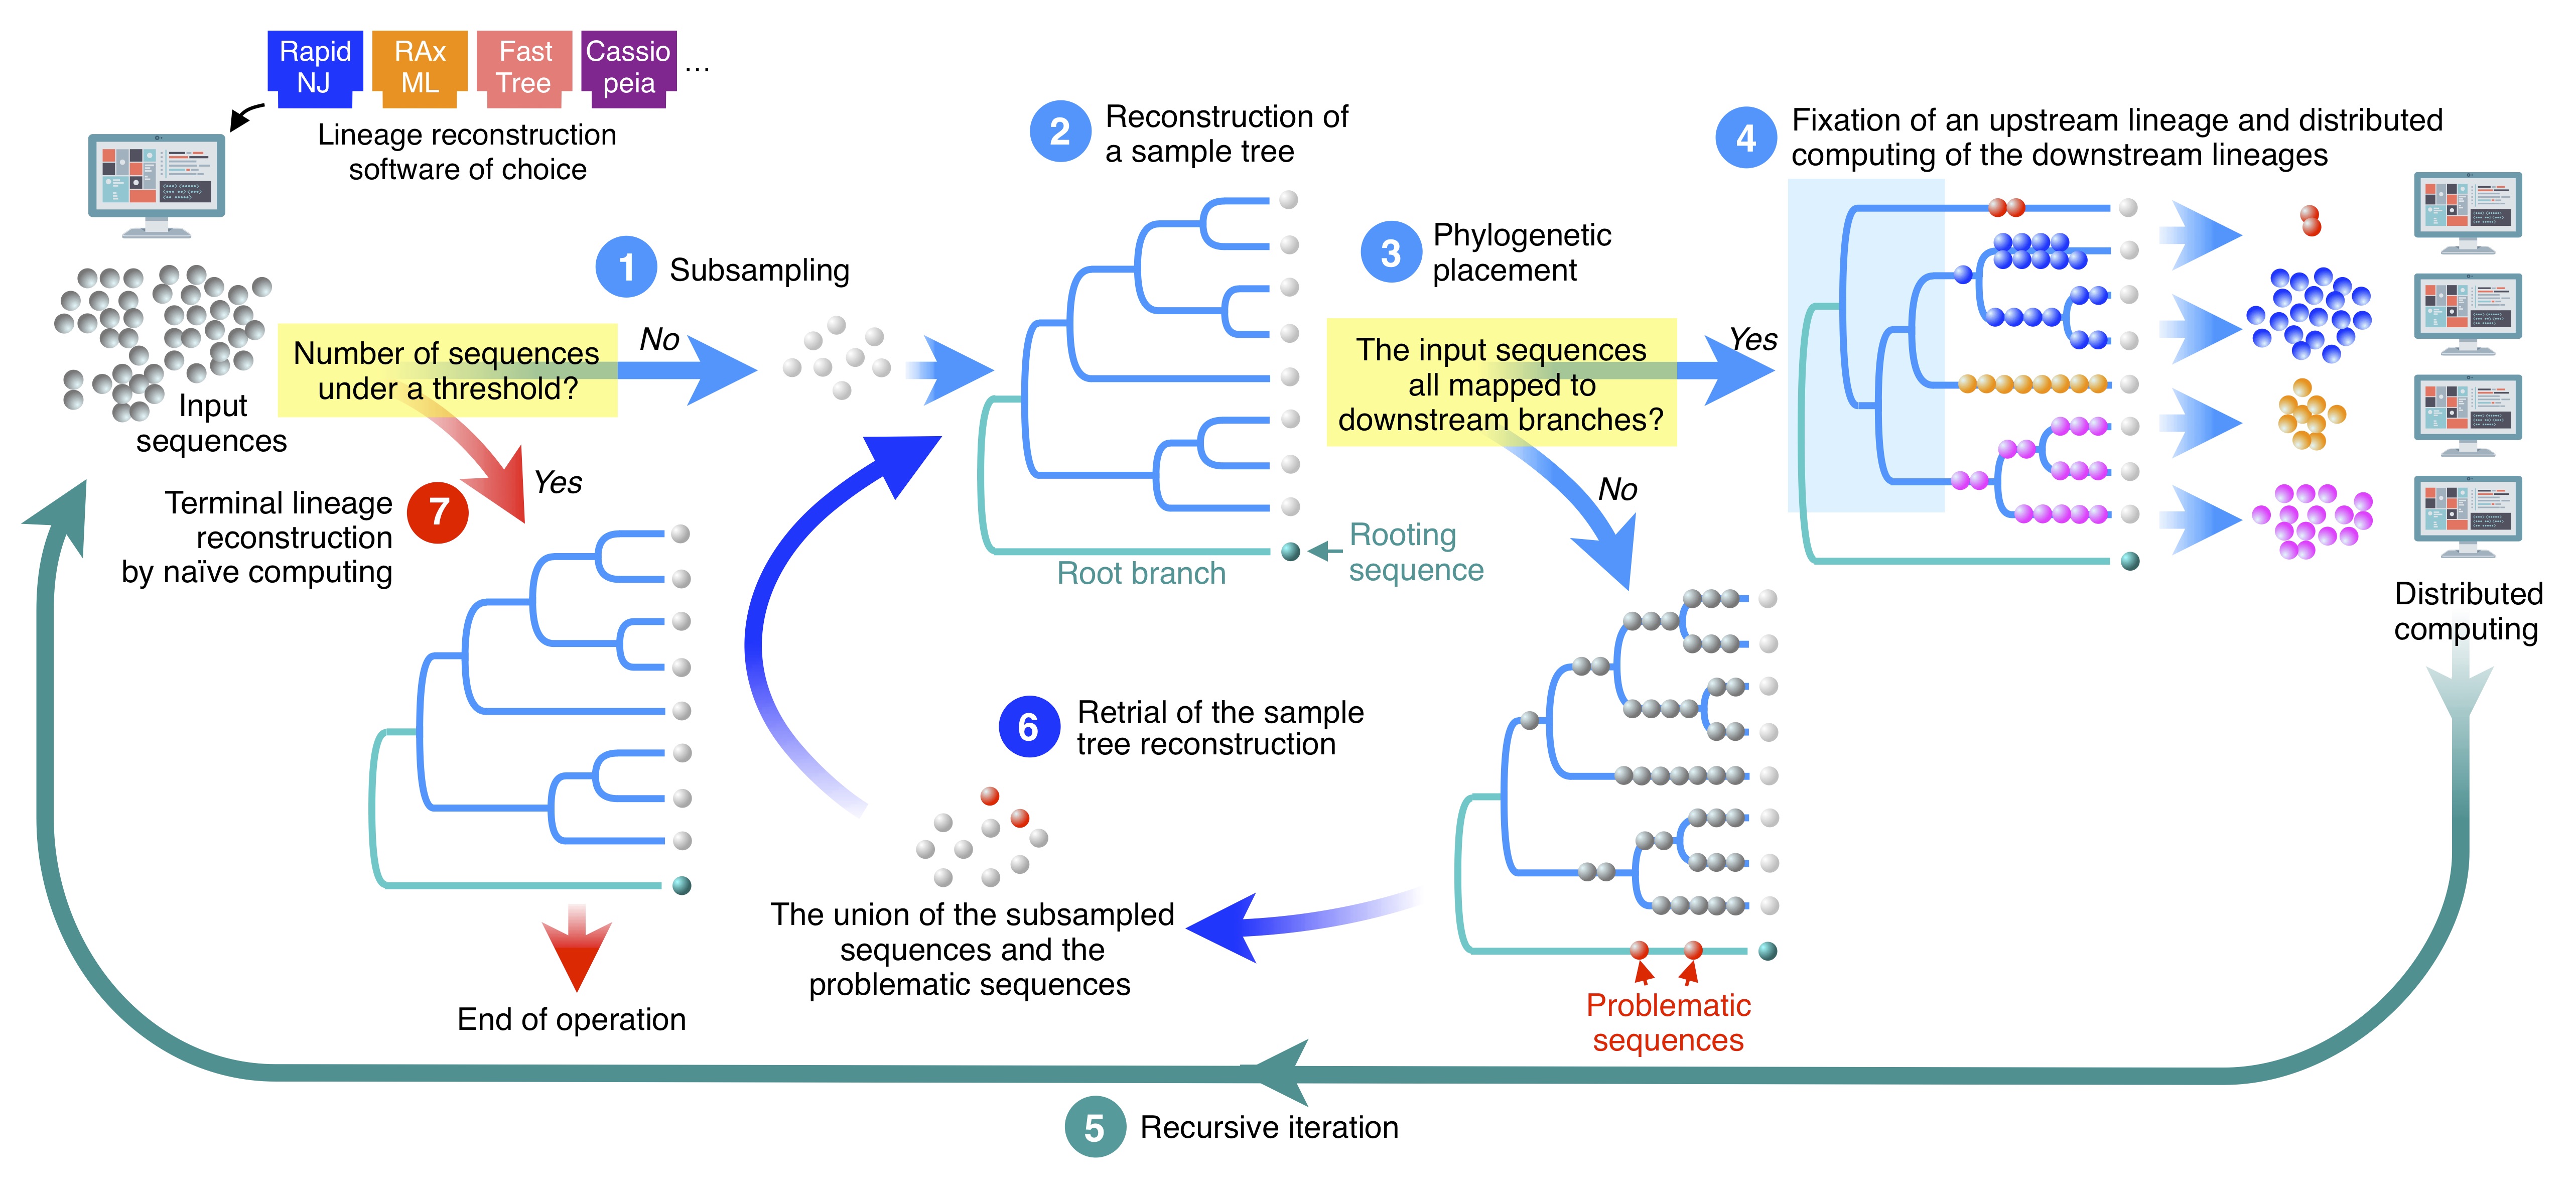 Rapid
NJ
RAx
ML
Fast
Tree
Cassio
peia
...
Lineage reconstruction
software of choice
Input
sequences
Number of sequences
under a threshold?
No
Yes
1
Subsampling
2
Reconstruction of
a sample tree
Root branch
Rooting
sequence
3
Phylogenetic
placement
The input sequences
all mapped to
downstream branches?
Yes
No
4
Fixation of an upstream lineage and distributed
computing of the downstream lineages
Distributed
computing
7
Terminal lineage
reconstruction
by naïve computing
End of operation
6
Retrial of the sample
tree reconstruction
The union of the subsampled
sequences and the
problematic sequences
Problematic
sequences
5
Recursive iteration